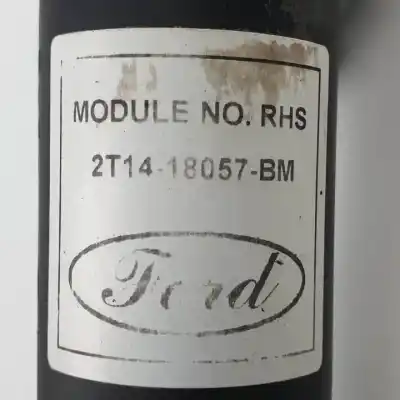 MODULE NO. RHS
2T14-18057-BM
Ford